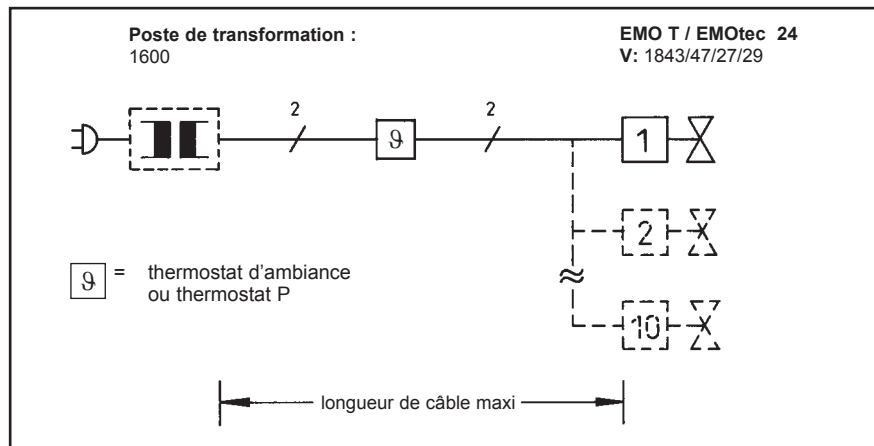 Poste de transformation :
1600
EMO T / EMOtec 24
V: 1843/47/27/29
2
2
ϑ
1
2
10
ϑ = thermostat d'ambiance
ou thermostat P
longueur de câble maxi